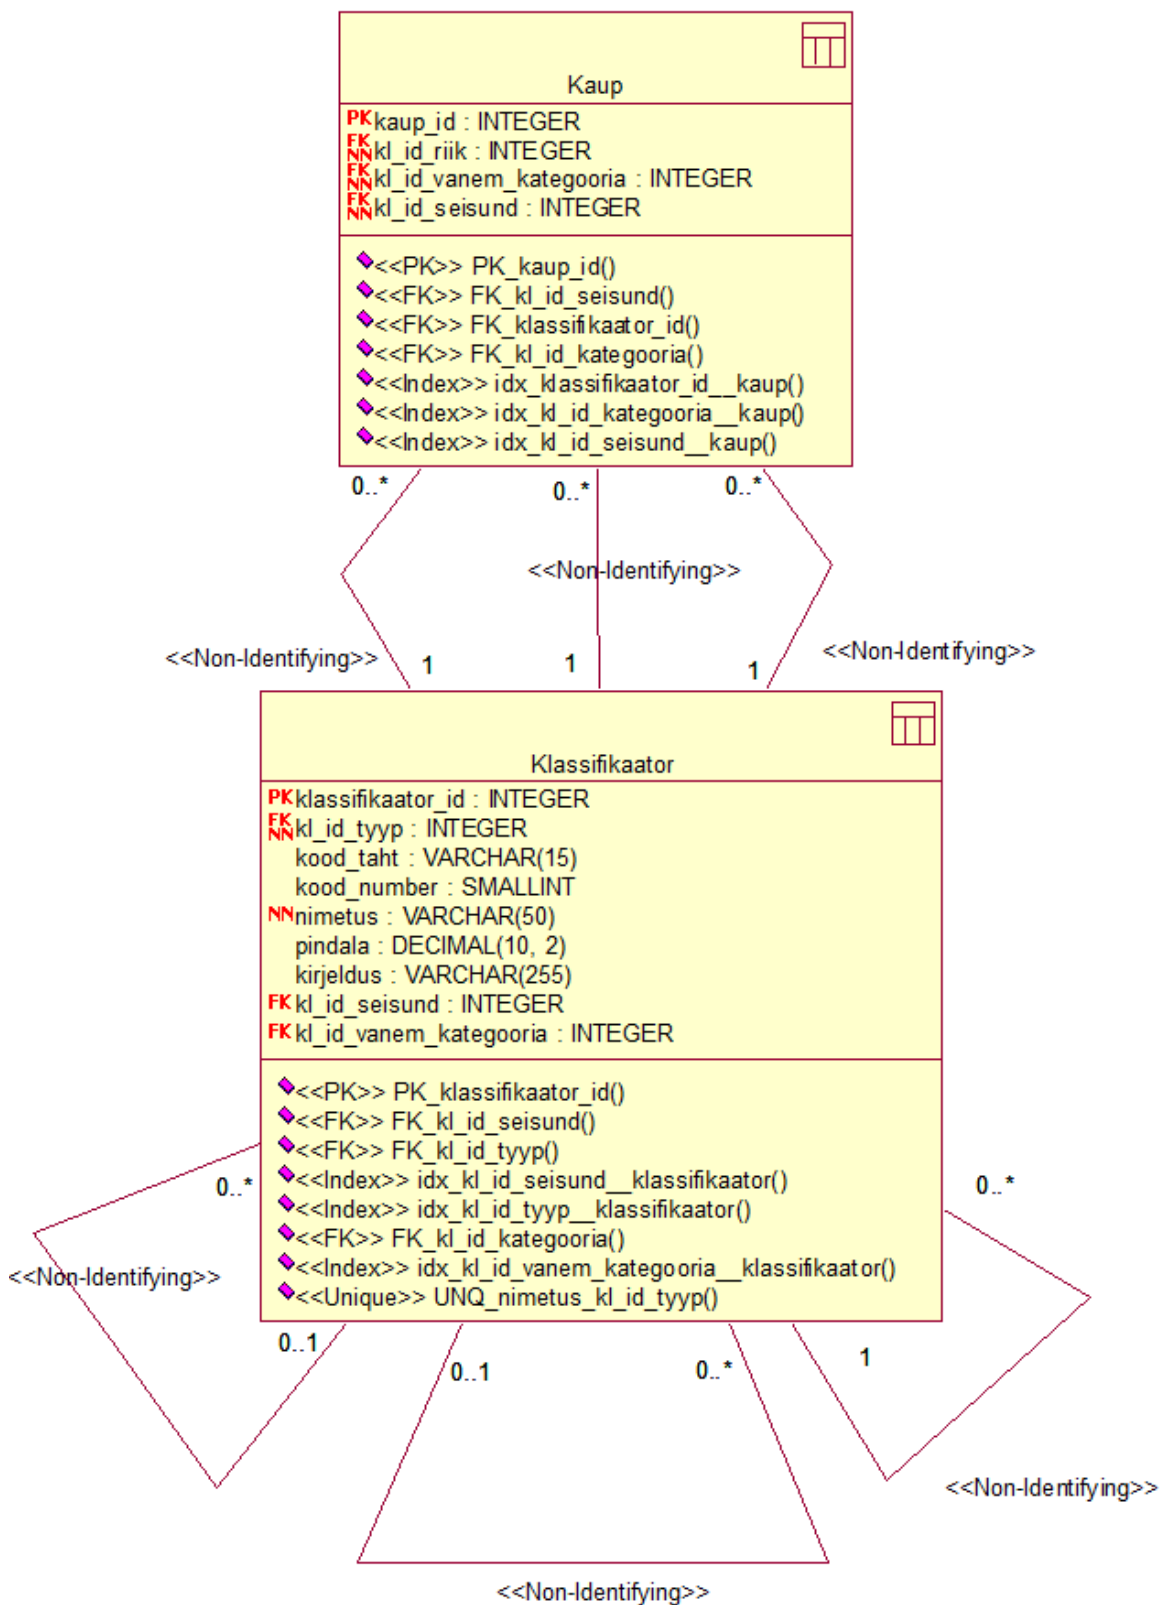 Kaup
PK kaup_id : INTEGER
FK NN kl_id_riik : INTEGER
FK NN kl_id_vanem_kategooria : INTEGER
FK NN kl_id_seisund : INTEGER
<<PK>> PK_kaup_id()
<<FK>> FK_kl_id_seisund()
<<FK>> FK_klassifikaator_id()
<<FK>> FK_kl_id_kategooria()
<<Index>> idx_klassifikaator_id__kaup()
<<Index>> idx_kl_id_kategooria__kaup()
<<Index>> idx_kl_id_seisund__kaup()
0..* 0..* 0..*
<<Non-Identifying>>
<<Non-Identifying>> 1 1 1 <<Non-Identifying>>
Klassifikaator
PK klassifikaator_id : INTEGER
FK NN kl_id_tyyp : INTEGER
kood_taht : VARCHAR(15)
kood_number : SMALLINT
NN nimetus : VARCHAR(50)
pindala : DECIMAL(10, 2)
kirjeldus : VARCHAR(255)
FK kl_id_seisund : INTEGER
FK kl_id_vanem_kategooria : INTEGER
<<PK>> PK_klassifikaator_id()
<<FK>> FK_kl_id_seisund()
<<FK>> FK_kl_id_tyyp()
<<Index>> idx_kl_id_seisund__klassifikaator()
<<Index>> idx_kl_id_tyyp__klassifikaator()
<<FK>> FK_kl_id_kategooria()
<<Index>> idx_kl_id_vanem_kategooria__klassifikaator()
<<Unique>> UNQ_nimetus_kl_id_tyyp()
0..* 0..*
<<Non-Identifying>>
0..1 0..1 0..* 1
<<Non-Identifying>>
<<Non-Identifying>>